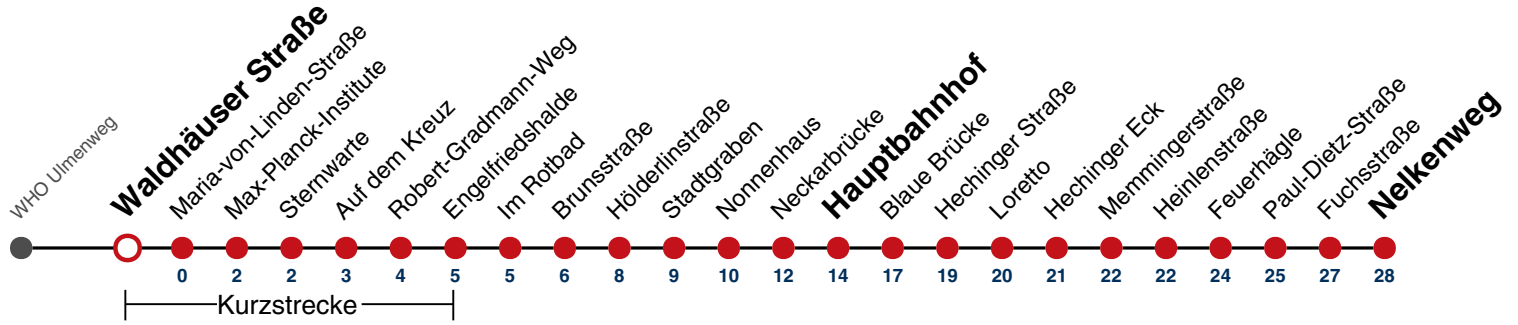 WHO Ulmenweg
Waldhäuser Straße
Maria-von-Linden-Straße
Max-Planck-Institute
Sternwarte
Auf dem Kreuz
Robert-Gradmann-Weg
Engelfriedshalde
Im Rotbad
Brunsstraße
Hölderlinstraße
Stadtgraben
Nonnenhaus
Neckarbrücke
Hauptbahnhof
Blaue Brücke
Hechinger Straße
Loretto
Hechinger Eck
Memmingerstraße
Heinlenstraße
Feuerhägle
Paul-Dietz-Straße
Fuchsstraße
Nelkenweg
0 2 2 3 4 5 5 6 8 9 10 12 14 17 19 20 21 22 22 24 25 27 28
Kurzstrecke